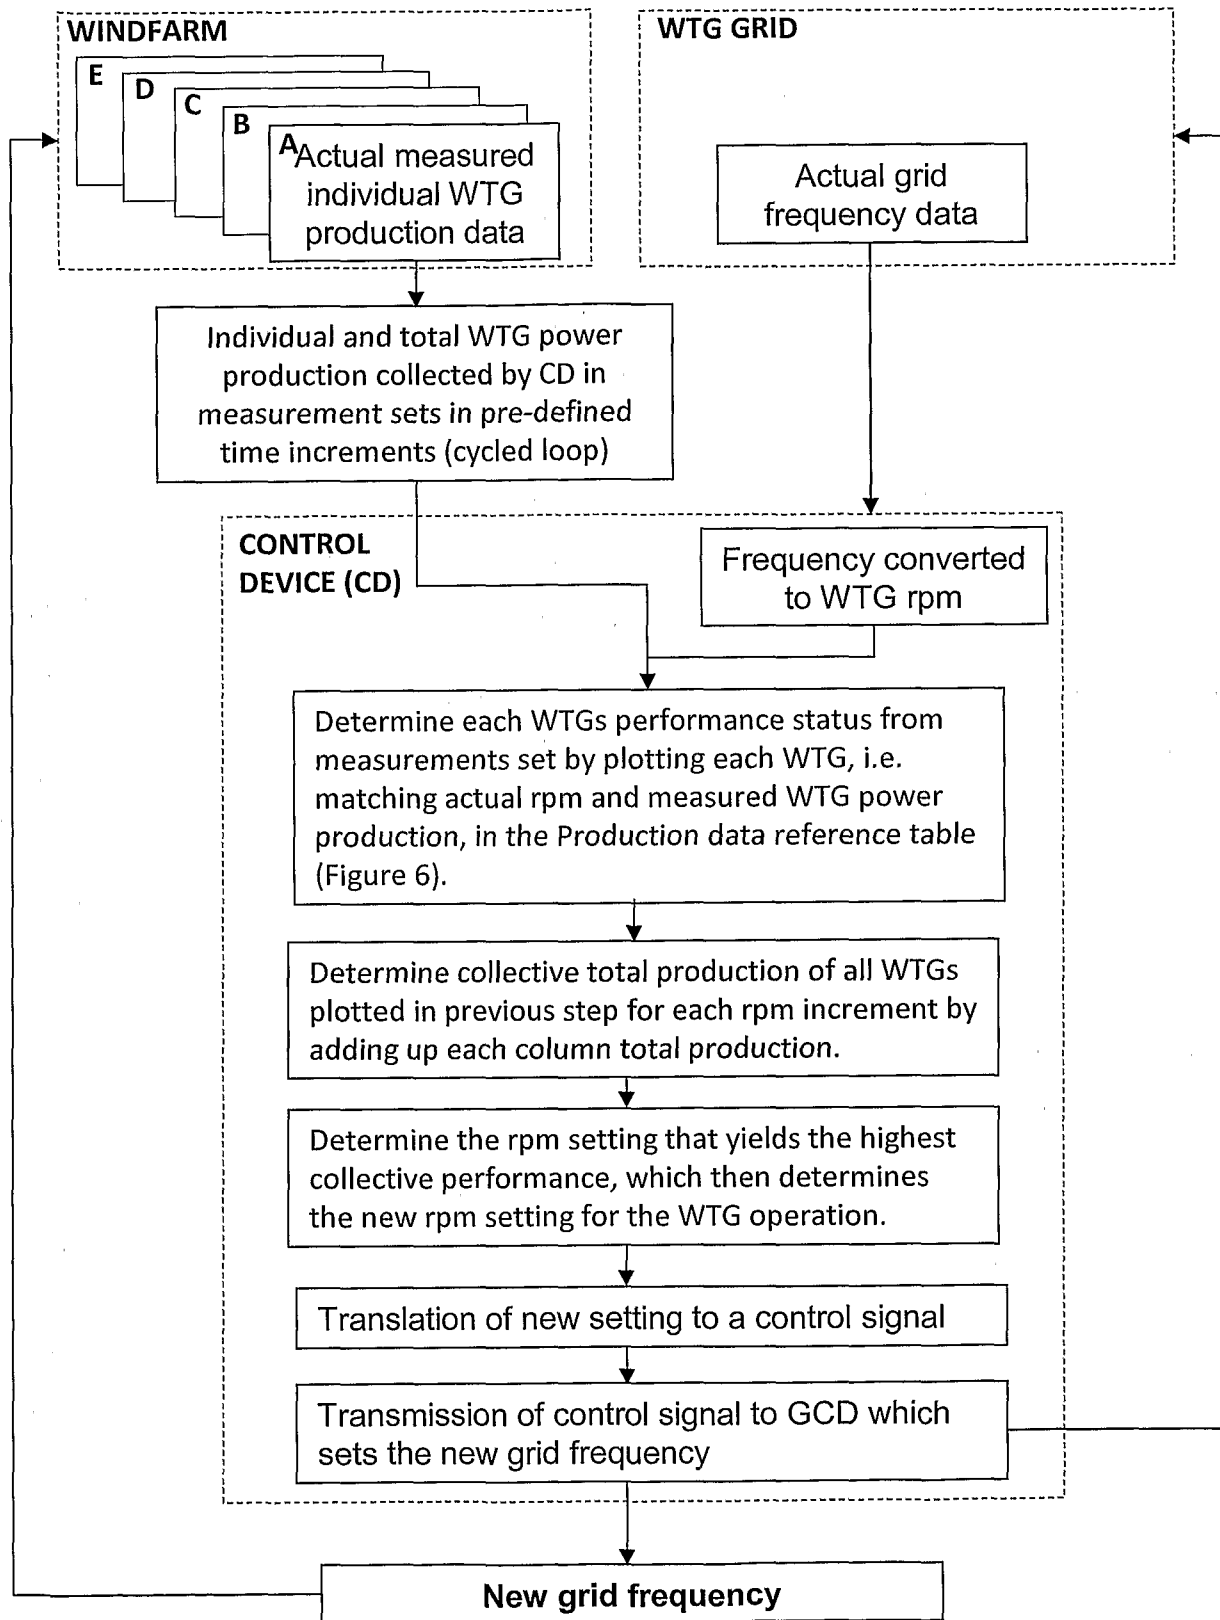 WINDFARM
E
D
C
B
A
Actual measured
individual WTG
production data
WTG GRID
Actual grid
frequency data
Individual and total WTG power
production collected by CD in
measurement sets in pre-defined
time increments (cycled loop)
CONTROL
DEVICE (CD)
Frequency converted
to WTG rpm
Determine each WTGs performance status from
measurements set by plotting each WTG, i.e.
matching actual rpm and measured WTG power
production, in the Production data reference table
(Figure 6).
Determine collective total production of all WTGs
plotted in previous step for each rpm increment by
adding up each column total production.
Determine the rpm setting that yields the highest
collective performance, which then determines
the new rpm setting for the WTG operation.
Translation of new setting to a control signal
Transmission of control signal to GCD which
sets the new grid frequency
New grid frequency